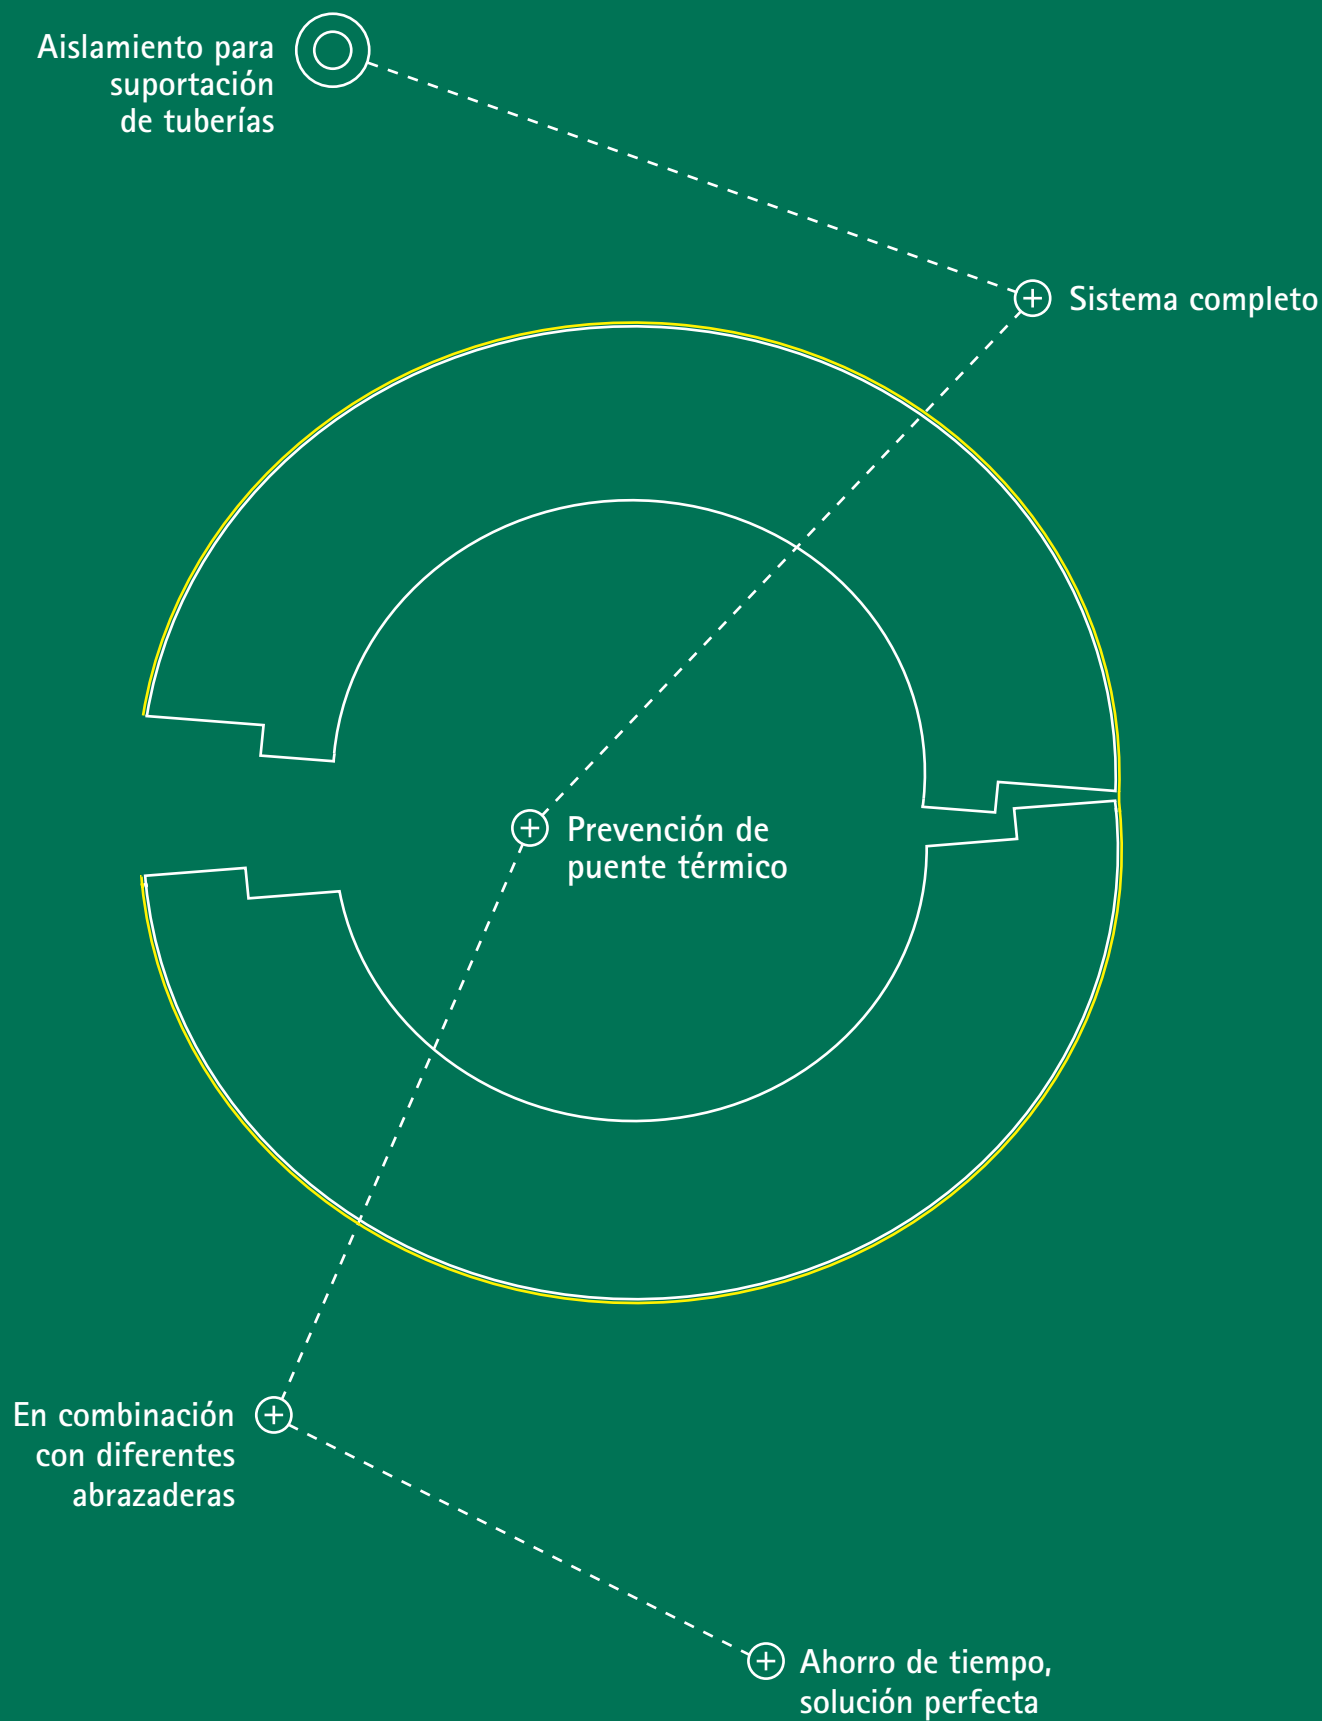 Aislamiento para
suportación
de tuberías
Sistema completo
Prevención de
puente térmico
En combinación
con diferentes
abrazaderas
Ahorro de tiempo,
solución perfecta